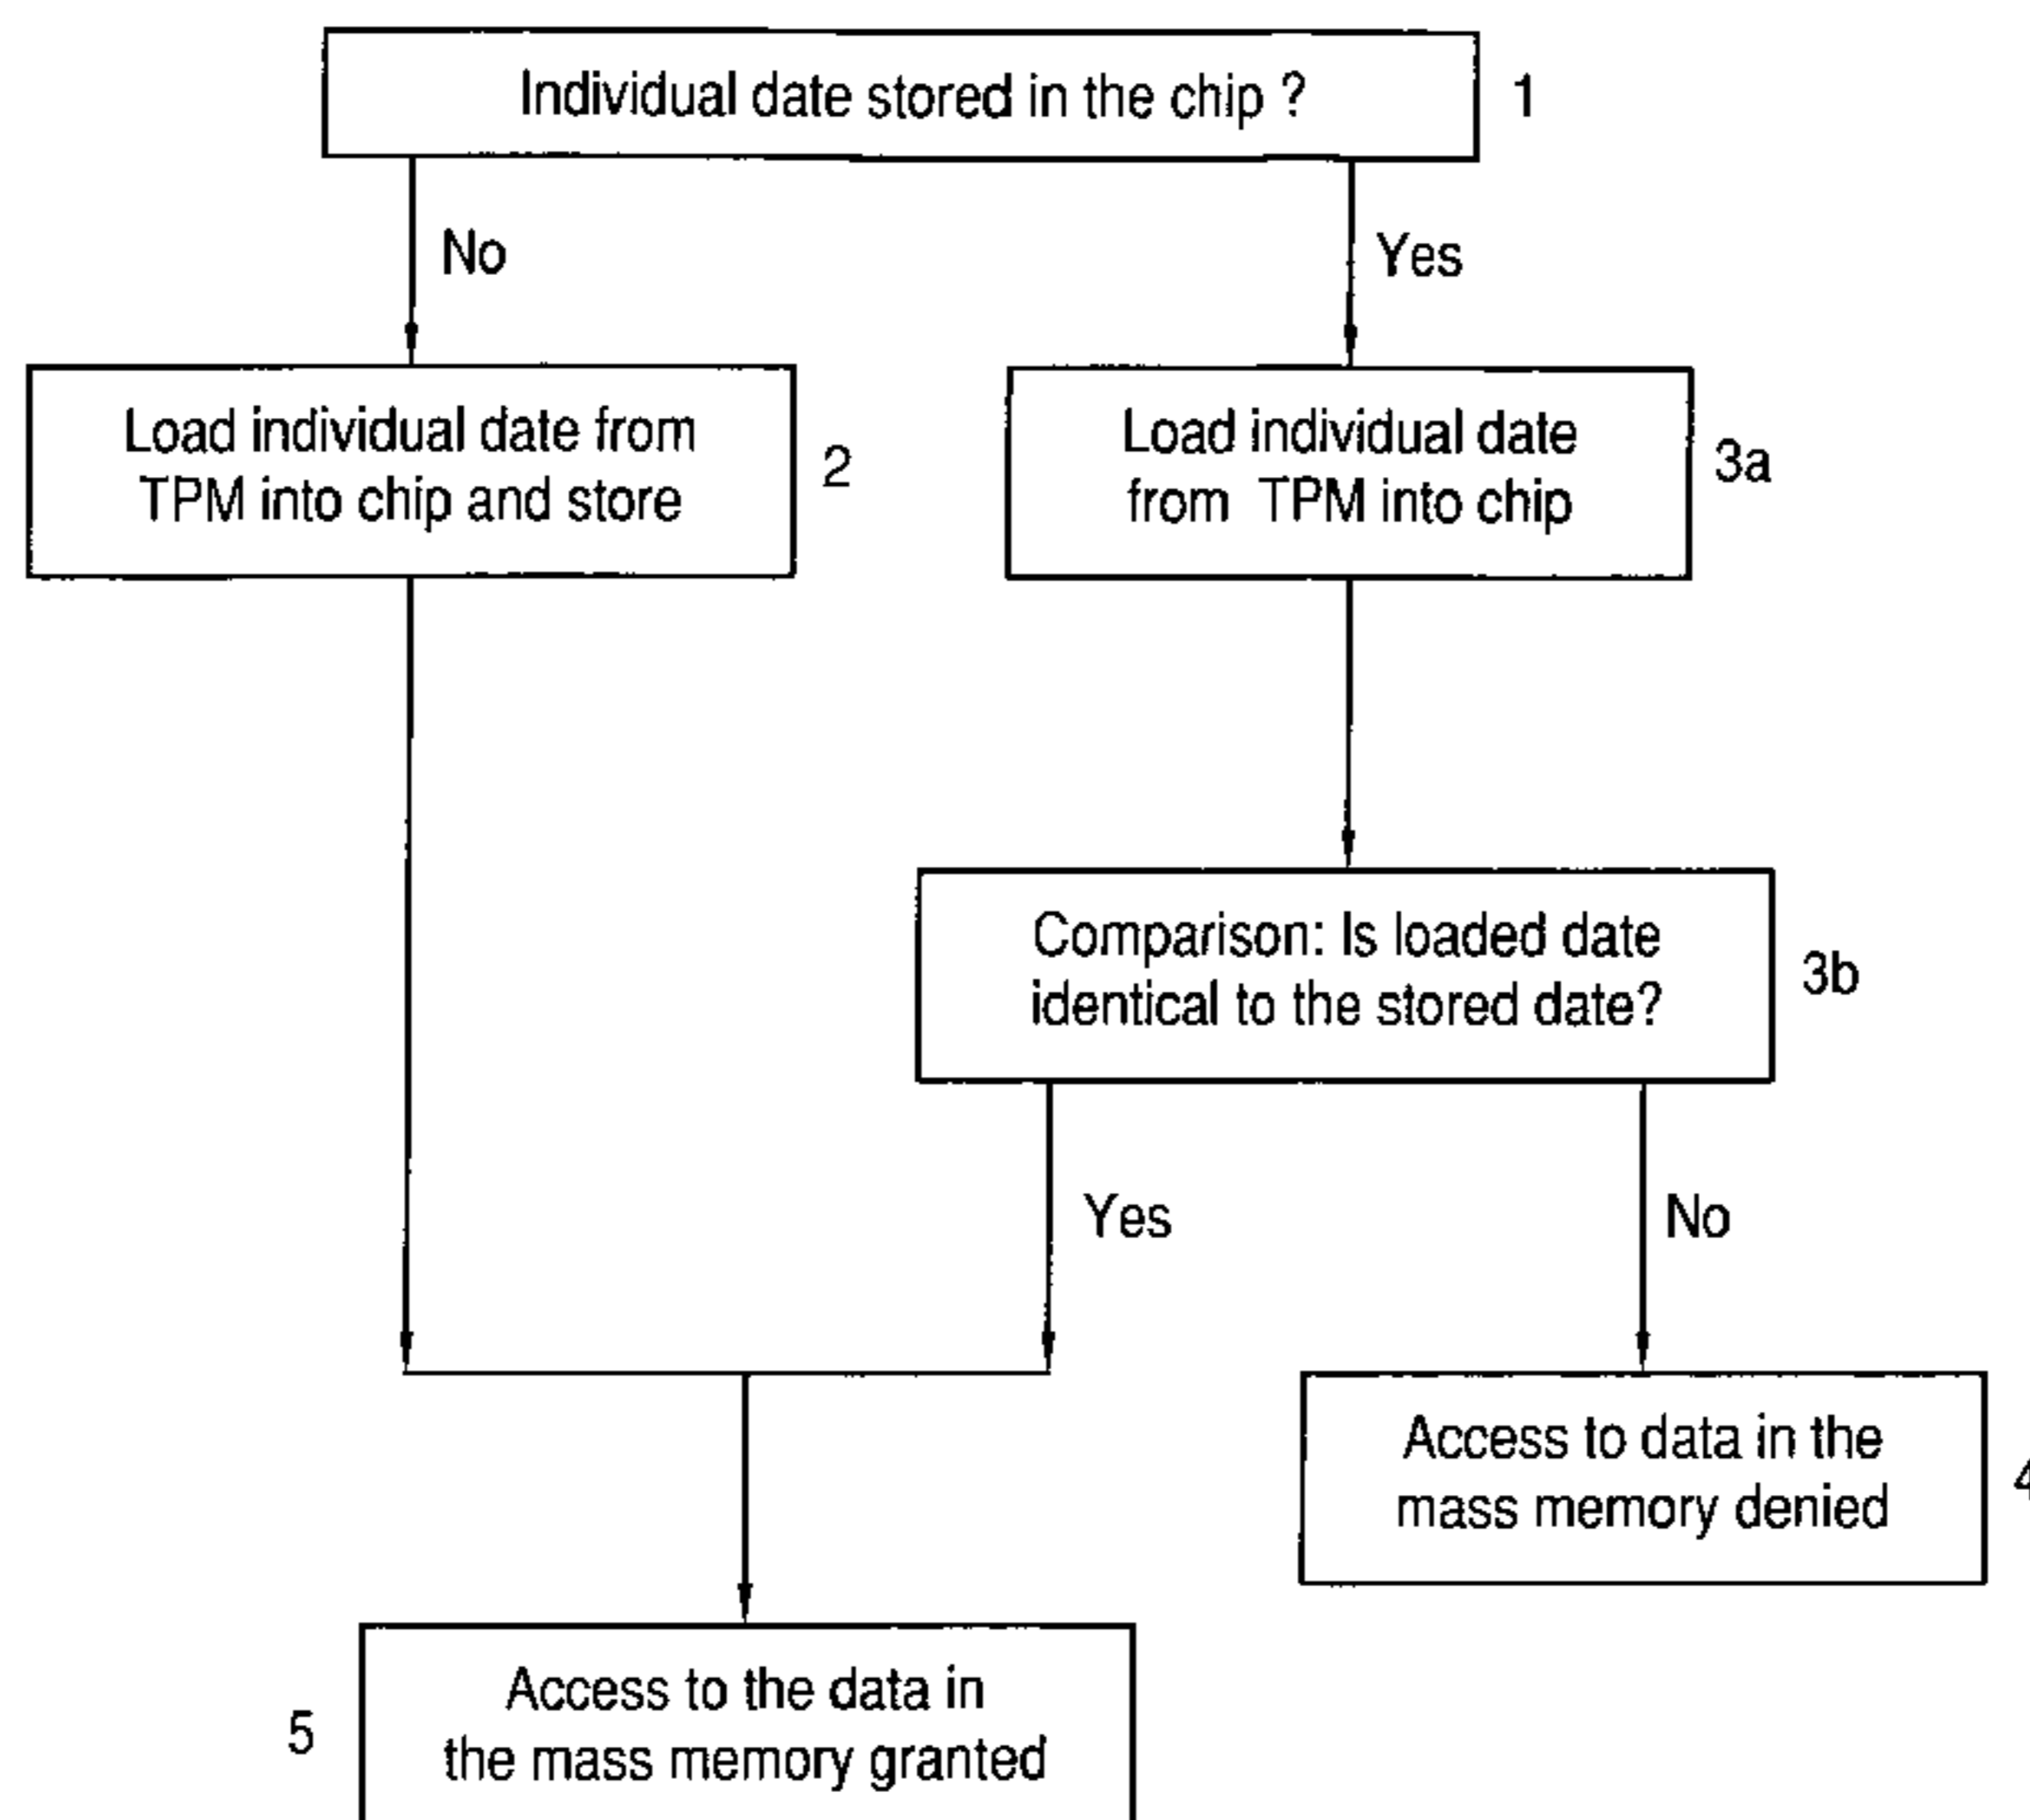 Individual date stored in the chip ?
1
No
Yes
Load individual date from
TPM into chip and store
2
Load individual date
from TPM into chip
3a
Comparison: Is loaded date
identical to the stored date?
3b
Yes
No
Access to data in the
mass memory denied
4
5
Access to the data in
the mass memory granted